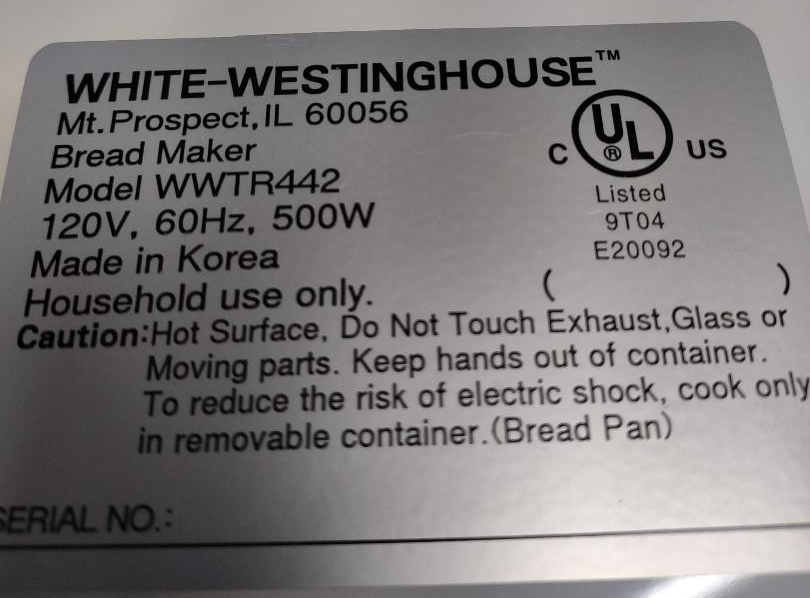 WHITE-WESTINGHOUSE™
Mt. Prospect, IL 60056
Bread Maker
Model WWTR442
120V, 60Hz, 500W
Made in Korea
Household use only.
C UL® US
Listed
9T04
E20092
( )
Caution:Hot Surface, Do Not Touch Exhaust,Glass or
Moving parts. Keep hands out of container.
To reduce the risk of electric shock, cook only
in removable container.(Bread Pan)
SERIAL NO.: